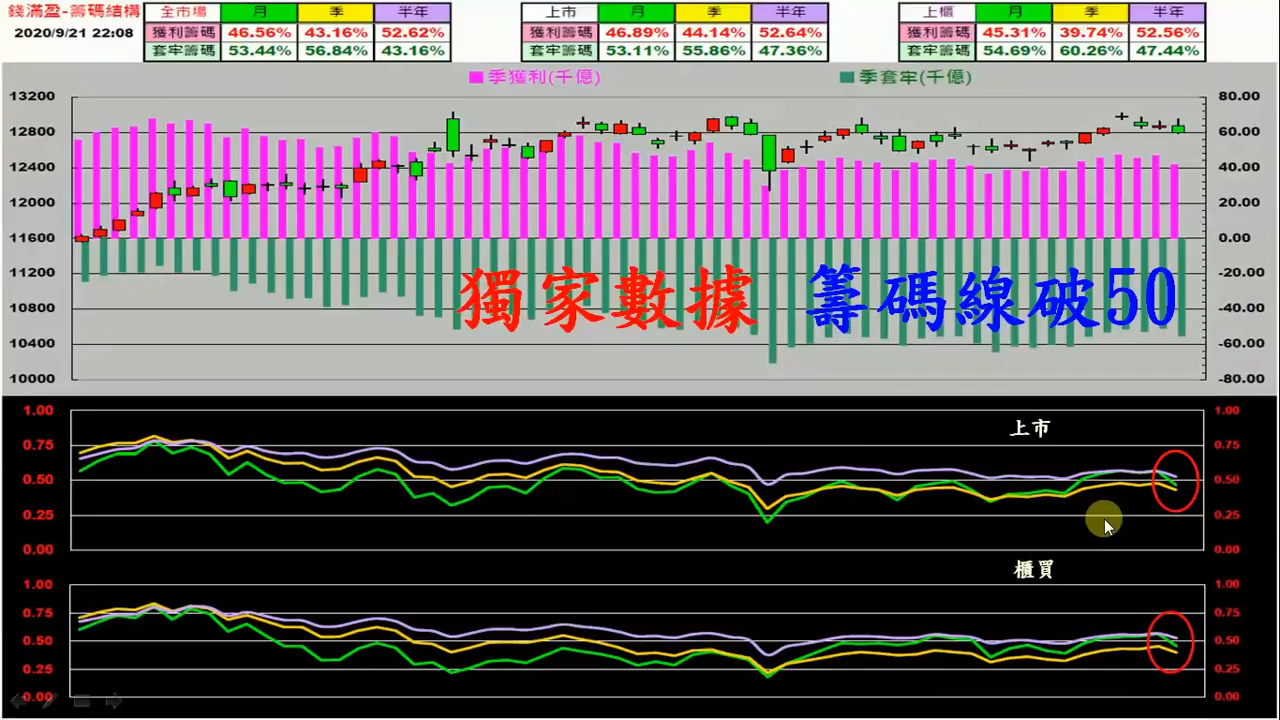 錢滿盈-籌碼結構
2020/9/21 22:08
全市場 月 季 半年
獲利籌碼 46.56% 43.16% 52.62%
套牢籌碼 53.44% 56.84% 43.16%
上市 月 季 半年
獲利籌碼 46.89% 44.14% 52.64%
套牢籌碼 53.11% 55.86% 47.36%
上櫃 月 季 半年
獲利籌碼 45.31% 39.74% 52.56%
套牢籌碼 54.69% 60.26% 47.44%
季獲利(千億) 季套牢(千億)
13200 80.00
12800 60.00
12400 40.00
12000 20.00
11600 0.00
11200 -20.00
獨家數據 籌碼線破50
10800 -40.00
10400 -60.00
10000 -80.00
1.00 1.00
上市
0.75 0.75
0.50 0.50
0.25 0.25
0.00 0.00
櫃買
1.00 1.00
0.75 0.75
0.50 0.50
0.25 0.25
0.00 0.00